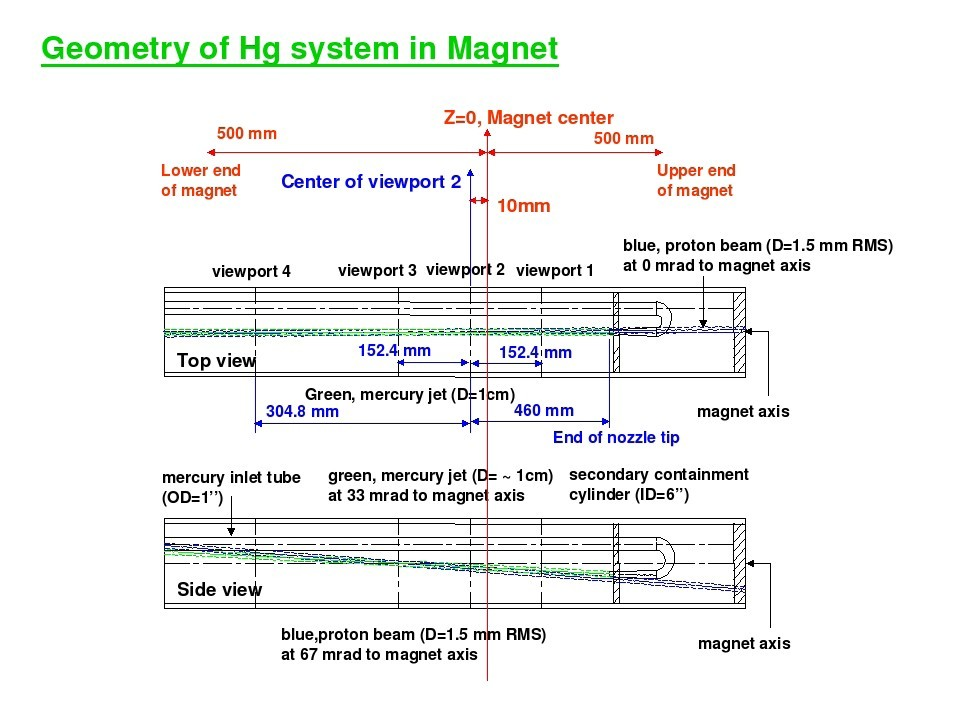 Geometry of Hg system in Magnet
Z=0, Magnet center
500 mm
500 mm
Lower end
of magnet
Center of viewport 2
Upper end
of magnet
10mm
blue, proton beam (D=1.5 mm RMS)
at 0 mrad to magnet axis
viewport 4
viewport 3
viewport 2
viewport 1
152.4 mm
152.4 mm
Top view
Green, mercury jet (D=1cm)
304.8 mm
460 mm
magnet axis
End of nozzle tip
mercury inlet tube
(OD=1’’)
green, mercury jet (D= ~ 1cm)
at 33 mrad to magnet axis
secondary containment
cylinder (ID=6’’)
Side view
blue,proton beam (D=1.5 mm RMS)
at 67 mrad to magnet axis
magnet axis